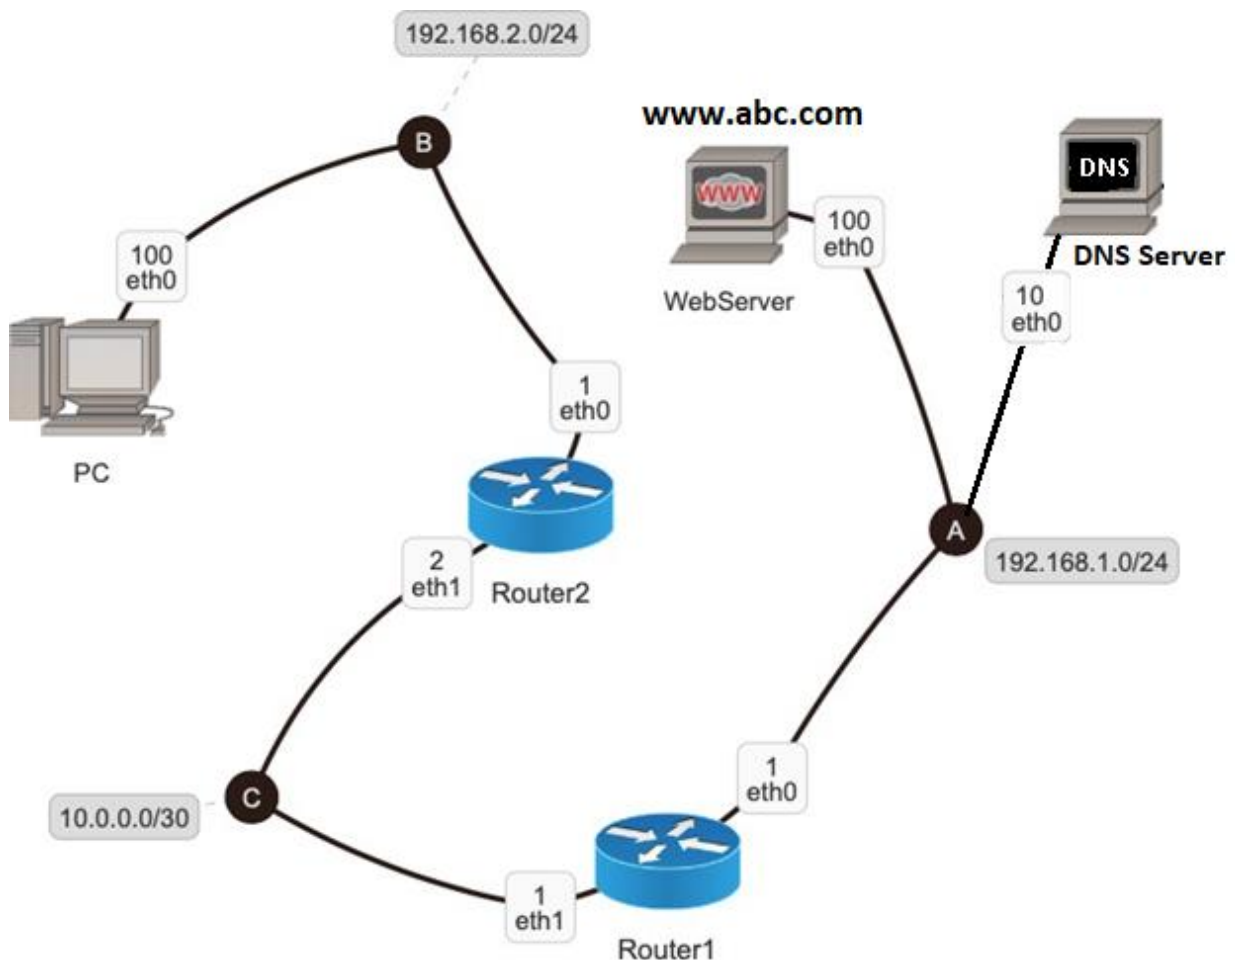 192.168.2.0/24
B
www.abc.com
WWW
DNS
100
eth0
DNS Server
100
eth0
WebServer
10
eth0
1
eth0
PC
A
192.168.1.0/24
2
eth1
Router2
1
eth0
C
10.0.0.0/30
1
eth1
Router1